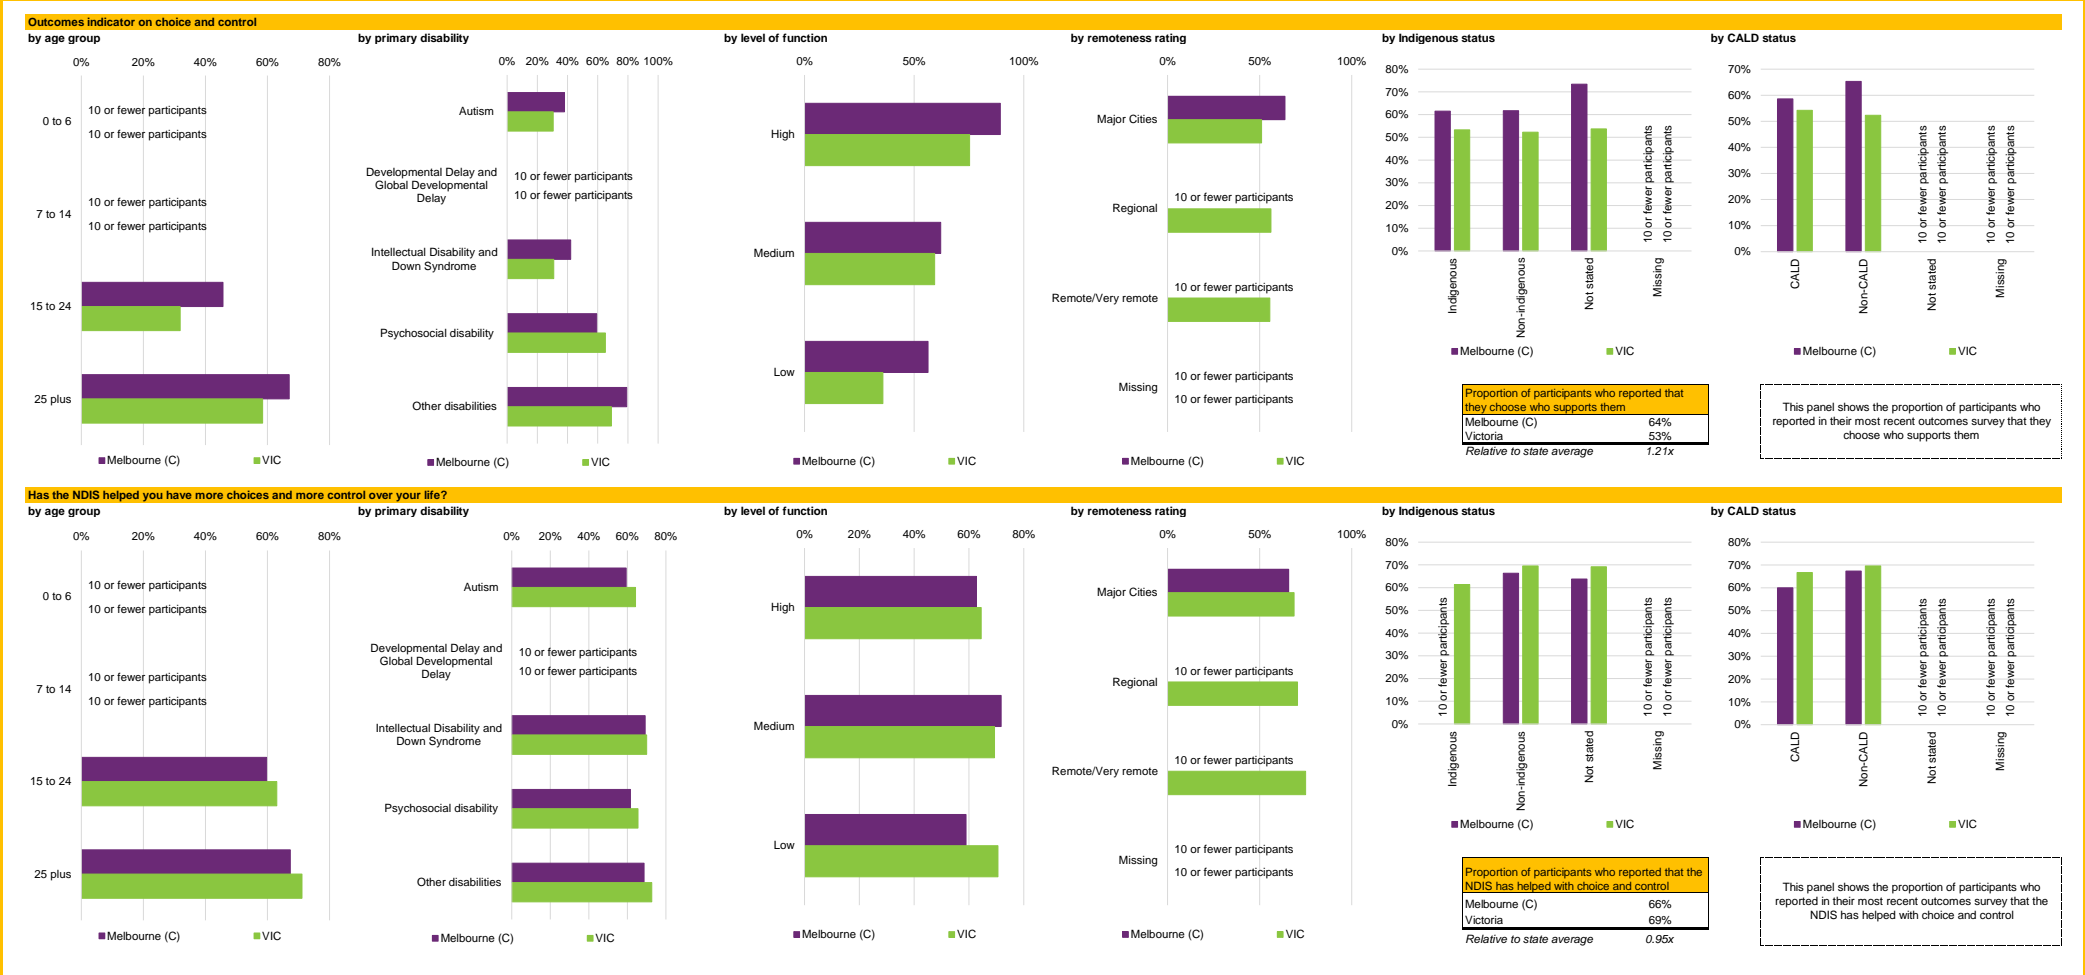 Outcomes indicator on choice and control
by age group
0% 20% 40% 60% 80%
0 to 6
10 or fewer participants
10 or fewer participants
7 to 14
10 or fewer participants
10 or fewer participants
15 to 24
25 plus
Melbourne (C) VIC
by primary disability
0% 20% 40% 60% 80% 100%
Autism
Developmental Delay and
Global Developmental
Delay
10 or fewer participants
10 or fewer participants
Intellectual Disability and
Down Syndrome
Psychosocial disability
Other disabilities
Melbourne (C) VIC
by level of function
0% 50% 100%
High
Medium
Low
Melbourne (C) VIC
by remoteness rating
0% 50% 100%
Major Cities
Regional
10 or fewer participants
Remote/Very remote
10 or fewer participants
Missing
10 or fewer participants
10 or fewer participants
Melbourne (C) VIC
by Indigenous status
80%
70%
60%
50%
40%
30%
20%
10%
0%
10 or fewer participants
10 or fewer participants
Indigenous
Non-indigenous
Not stated
Missing
Melbourne (C) VIC
by CALD status
70%
60%
50%
40%
30%
20%
10%
0%
10 or fewer participants
10 or fewer participants
10 or fewer participants
10 or fewer participants
CALD
Non-CALD
Not stated
Missing
Melbourne (C) VIC
Proportion of participants who reported that
they choose who supports them
Melbourne (C) 64%
Victoria 53%
Relative to state average 1.21x
This panel shows the proportion of participants who
reported in their most recent outcomes survey that they
choose who supports them
Has the NDIS helped you have more choices and more control over your life?
by age group
0% 20% 40% 60% 80%
0 to 6
10 or fewer participants
10 or fewer participants
7 to 14
10 or fewer participants
10 or fewer participants
15 to 24
25 plus
Melbourne (C) VIC
by primary disability
0% 20% 40% 60% 80%
Autism
Developmental Delay and
Global Developmental
Delay
10 or fewer participants
10 or fewer participants
Intellectual Disability and
Down Syndrome
Psychosocial disability
Other disabilities
Melbourne (C) VIC
by level of function
0% 20% 40% 60% 80%
High
Medium
Low
Melbourne (C) VIC
by remoteness rating
0% 50% 100%
Major Cities
Regional
10 or fewer participants
Remote/Very remote
10 or fewer participants
Missing
10 or fewer participants
10 or fewer participants
Melbourne (C) VIC
by Indigenous status
80%
70%
60%
50%
40%
30%
20%
10%
0%
10 or fewer participants
10 or fewer participants
10 or fewer participants
Indigenous
Non-indigenous
Not stated
Missing
Melbourne (C) VIC
by CALD status
80%
70%
60%
50%
40%
30%
20%
10%
0%
10 or fewer participants
10 or fewer participants
10 or fewer participants
10 or fewer participants
CALD
Non-CALD
Not stated
Missing
Melbourne (C) VIC
Proportion of participants who reported that the
NDIS has helped with choice and control
Melbourne (C) 66%
Victoria 69%
Relative to state average 0.95x
This panel shows the proportion of participants who
reported in their most recent outcomes survey that the
NDIS has helped with choice and control